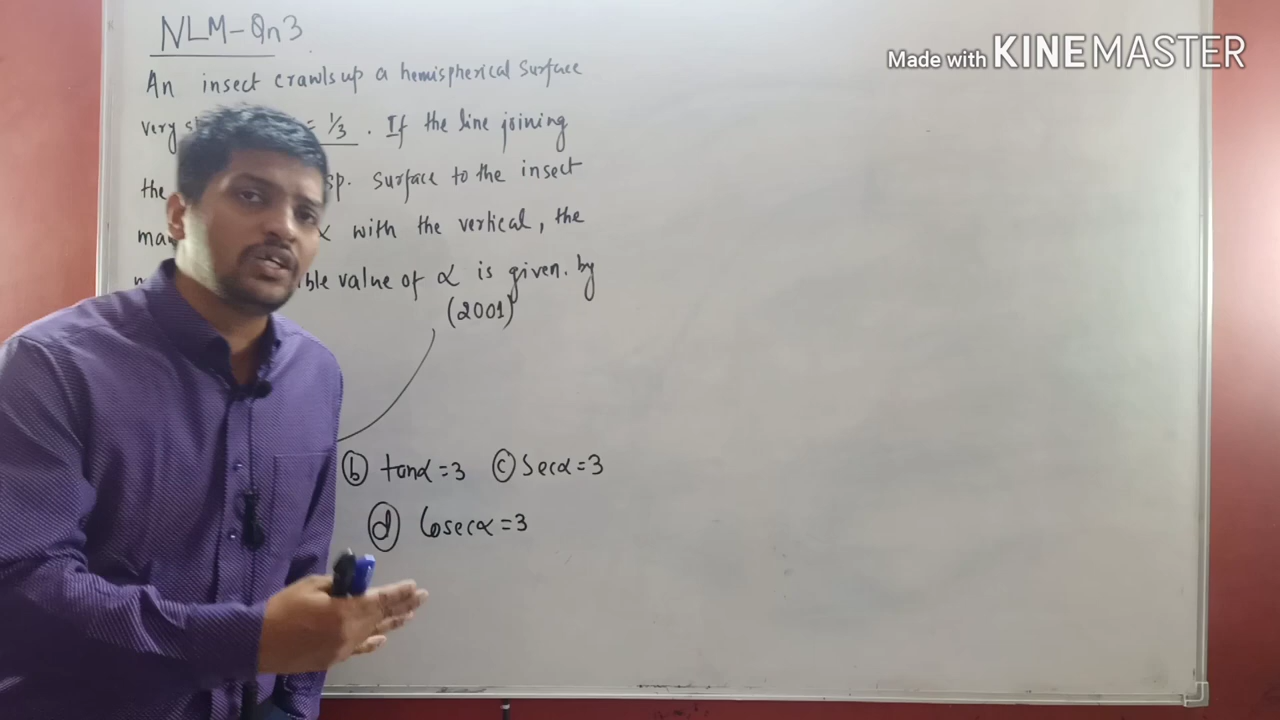 NLM-Qn3
Made with KINEMASTER
An insect crawls up a hemispherical surface
very = 1/3. If the line joining
the sp. surface to the insect
α with the vertical, the
ble value of α is given. by
(2001)
(b) tanα=3 (c) Secα=3
(d) Cosecα=3